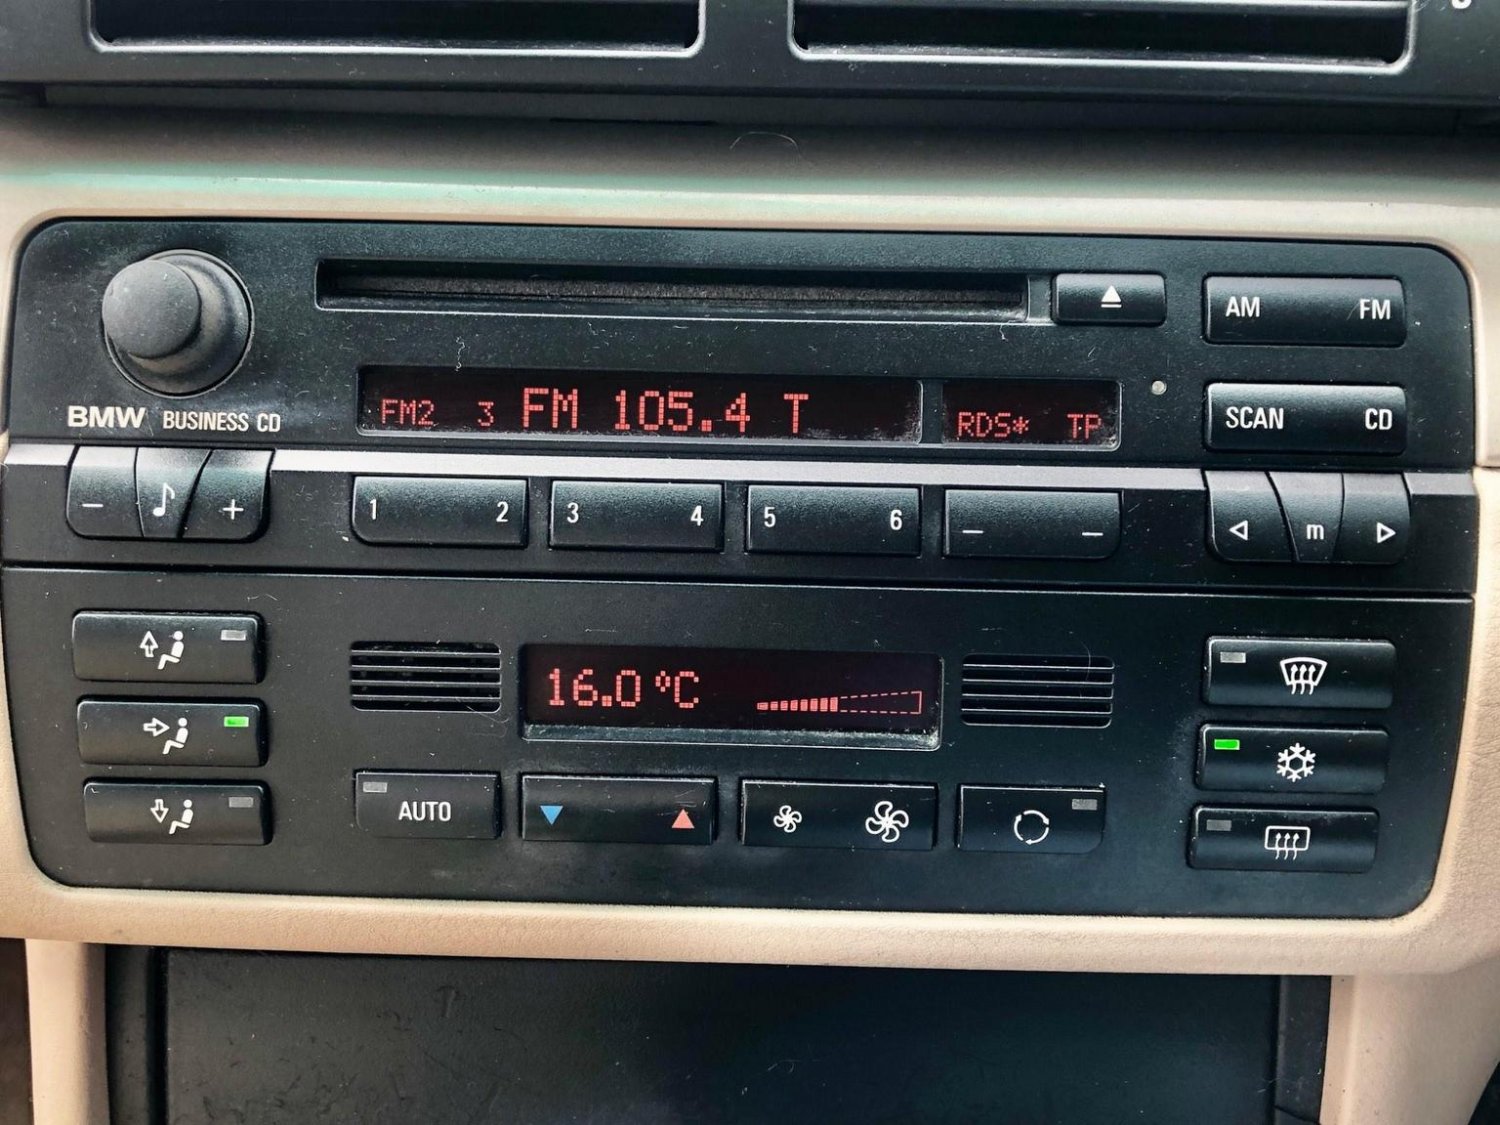 AM FM
FM2 3 FM 105.4 T RDS* TP
BMW BUSINESS CD
SCAN CD
- + 1 2 3 4 5 6 - - m
16.0 °C
AUTO